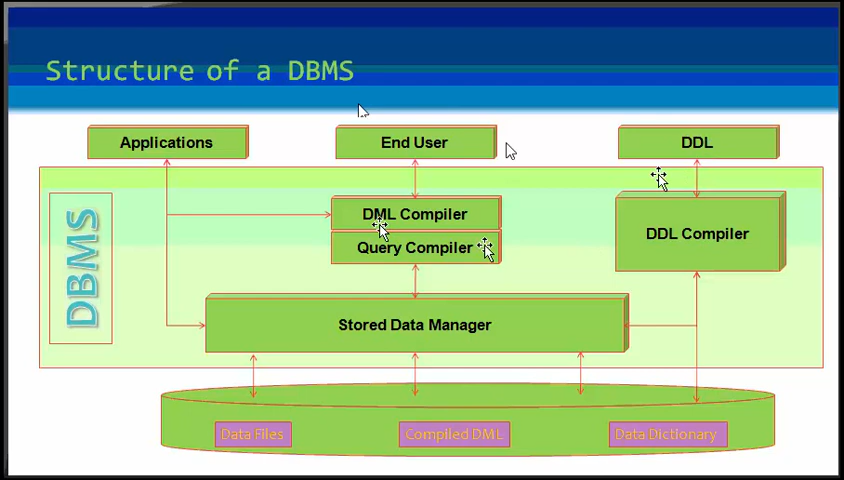 Structure of a DBMS
Applications
End User
DDL
DBMS
DML Compiler
Query Compiler
DDL Compiler
Stored Data Manager
Data Files
Compiled DML
Data Dictionary